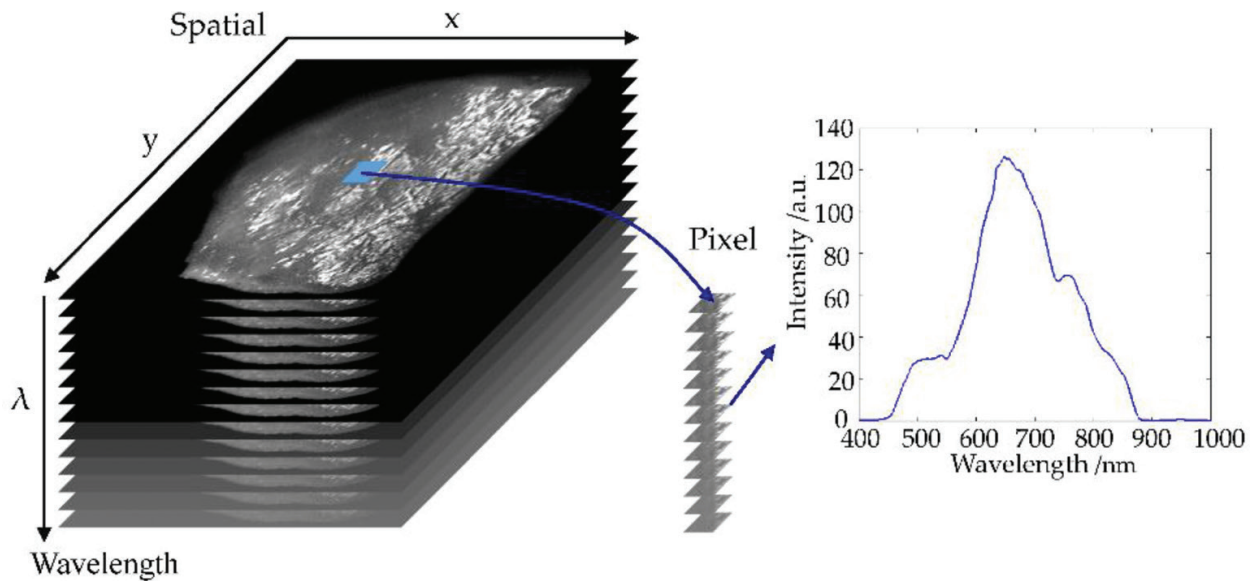 Spatial
x
y
λ
Wavelength
Pixel
Intensity /a.u.
140
120
100
80
60
40
20
0
400 500 600 700 800 900 1000
Wavelength /nm